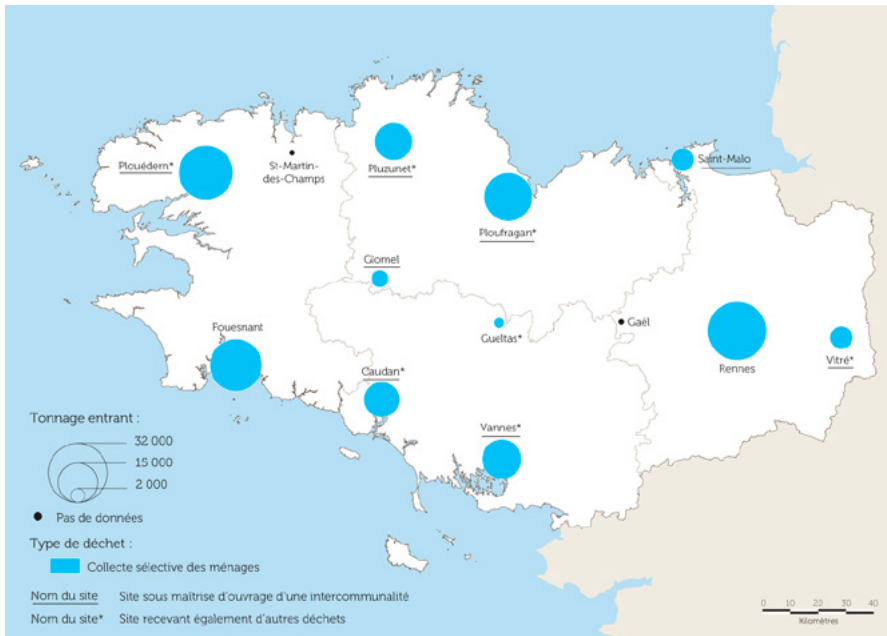 Plouédern*
St-Martin-
des-Champs
Pluzunet*
Ploufragan*
Saint-Malo
Glomel
Gueltas*
Gaël
Fouesnant
Caudan*
Rennes
Vitré*
Vannes*
Tonnage entrant :
32 000
15 000
2 000
Pas de données
Type de déchet :
Collecte sélective des ménages
Nom du site Site sous maîtrise d'ouvrage d'une intercommunalité
Nom du site* Site recevant également d'autres déchets
0 10 20 30 40
Kilomètres